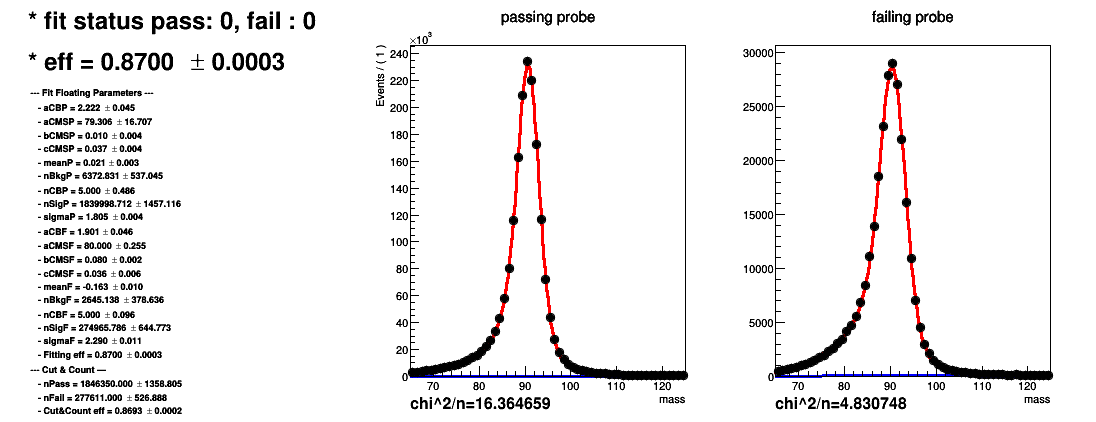 * fit status pass: 0, fail : 0
* eff = 0.8700 ± 0.0003
--- Fit Floating Parameters ---
- aCBP = 2.222 ± 0.045
- aCMSP = 79.306 ± 16.707
- bCMSP = 0.010 ± 0.004
- cCMSP = 0.037 ± 0.004
- meanP = 0.021 ± 0.003
- nBkgP = 6372.831 ± 537.045
- nCBP = 5.000 ± 0.486
- nSigP = 1839998.712 ± 1457.116
- sigmaP = 1.805 ± 0.004
- aCBF = 1.901 ± 0.046
- aCMSF = 80.000 ± 0.255
- bCMSF = 0.080 ± 0.002
- cCMSF = 0.036 ± 0.006
- meanF = -0.163 ± 0.010
- nBkgF = 2645.138 ± 378.636
- nCBF = 5.000 ± 0.096
- nSigF = 274965.786 ± 644.773
- sigmaF = 2.290 ± 0.011
- Fitting eff = 0.8700 ± 0.0003
--- Cut & Count ---
- nPass = 1846350.000 ± 1358.805
- nFail = 277611.000 ± 526.888
- Cut&Count eff = 0.8693 ± 0.0002
passing probe
×10³
Events / ( 1 )
240
220
200
180
160
140
120
100
80
60
40
20
0
70 80 90 100 110 120
mass
chi^2/n=16.364659
failing probe
30000
25000
20000
15000
10000
5000
0
70 80 90 100 110 120
mass
chi^2/n=4.830748